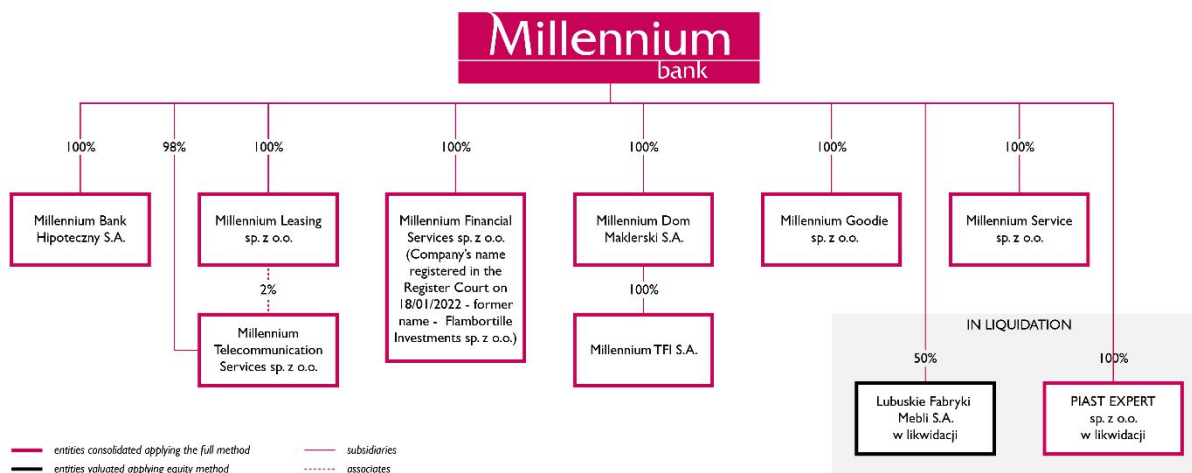 Millennium
bank
100%
98%
100%
100%
100%
100%
100%
Millennium Bank
Hipoteczny S.A.
Millennium Leasing
sp. z o.o.
Millennium Financial
Services sp. z o.o.
(Company's name
registered in the
Register Court on
18/01/2022 - former
name - Flambortille
Investments sp. z o.o.)
Millennium Dom
Maklerski S.A.
Millennium Goodie
sp. z o.o.
Millennium Service
sp. z o.o.
2%
Millennium
Telecommunication
Services sp. z o.o.
100%
Millennium TFI S.A.
IN LIQUIDATION
50%
100%
Lubuskie Fabryki
Mebli S.A.
w likwidacji
PIAST EXPERT
sp. z o.o.
w likwidacji
entities consolidated applying the full method
subsidiaries
entities valuated applying equity method
associates